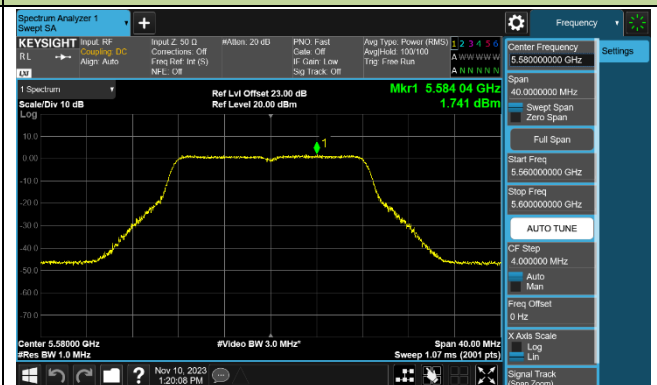 Spectrum Analyzer 1
Swept SA
Frequency
KEYSIGHT
RL
LXI
Input: RF
Coupling: DC
Align: Auto
Input Z: 50 Ω
Corrections: Off
Freq Ref: Int (S)
NFE: Off
#Atten: 20 dB
PNO: Fast
Gate: Off
IF Gain: Low
Sig Track: Off
Avg Type: Power (RMS)
Avg|Hold: 100/100
Trig: Free Run
1 2 3 4 5 6
A W W W W W
A N N N N N
1 Spectrum
Scale/Div 10 dB
Log
Ref Lvl Offset 23.00 dB
Ref Level 20.00 dBm
Mkr1 5.584 04 GHz
1.741 dBm
1
10.0
0.00
-10.0
-20.0
-30.0
-40.0
-50.0
-60.0
-70.0
Center 5.58000 GHz
#Res BW 1.0 MHz
#Video BW 3.0 MHz*
Span 40.00 MHz
Sweep 1.07 ms (2001 pts)
Nov 10, 2023
1:20:08 PM
Center Frequency
5.580000000 GHz
Span
40.0000000 MHz
Swept Span
Zero Span
Full Span
Start Freq
5.560000000 GHz
Stop Freq
5.600000000 GHz
AUTO TUNE
CF Step
4.000000 MHz
Auto
Man
Freq Offset
0 Hz
X Axis Scale
Log
Lin
Signal Track
(Span Zoom)
Settings